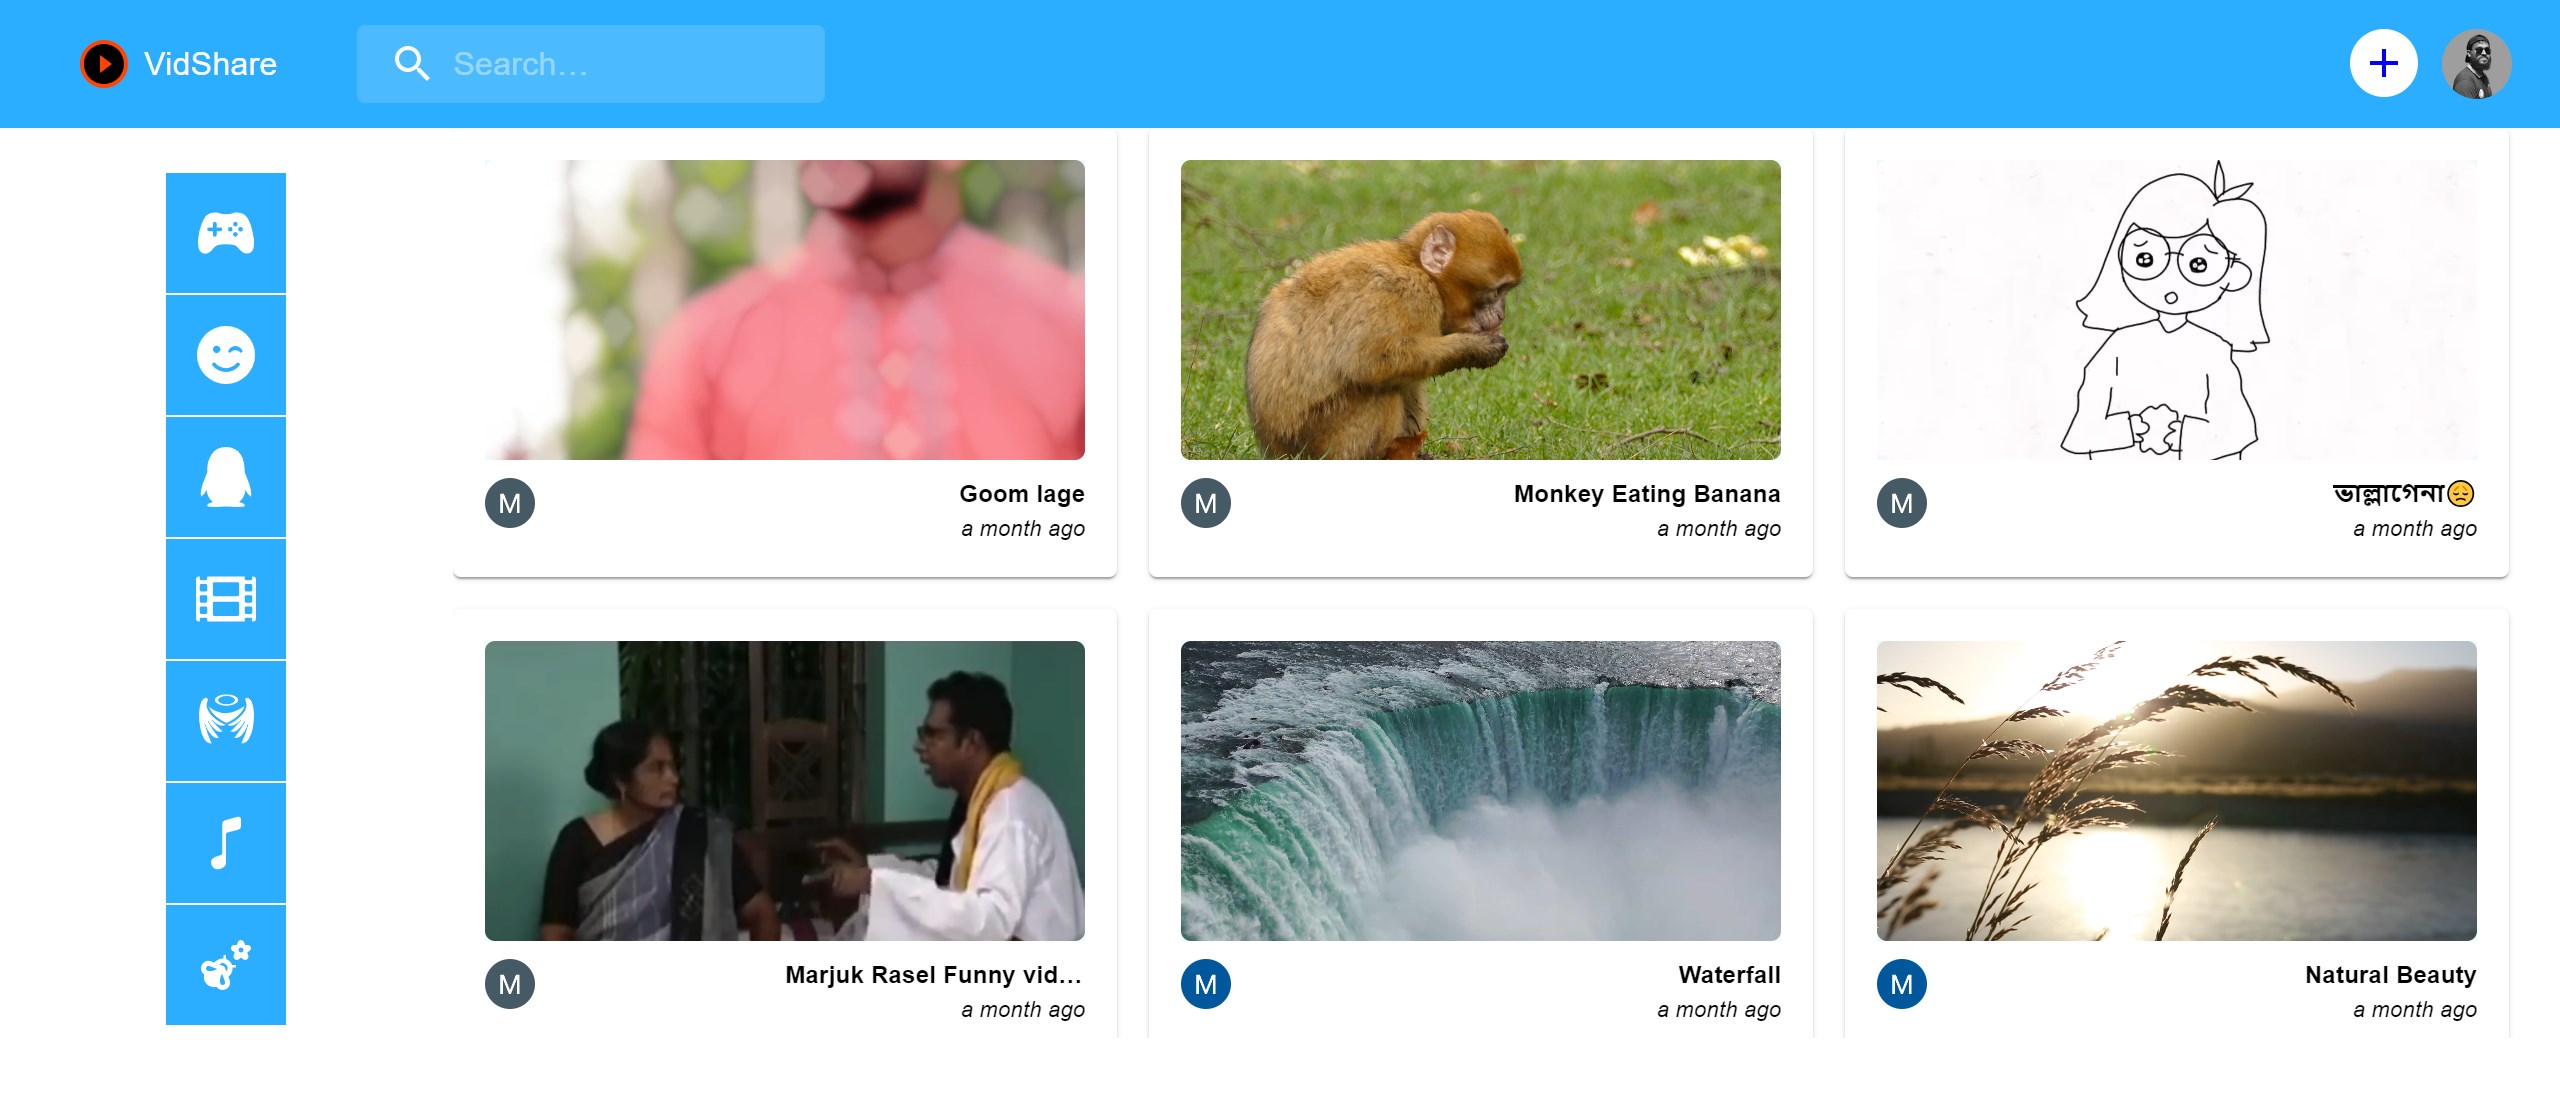 VidShare
Search...
M
Goom lage
a month ago
M
Monkey Eating Banana
a month ago
M
ভাল্লাগেনা😔
a month ago
M
Marjuk Rasel Funny vid...
a month ago
M
Waterfall
a month ago
M
Natural Beauty
a month ago